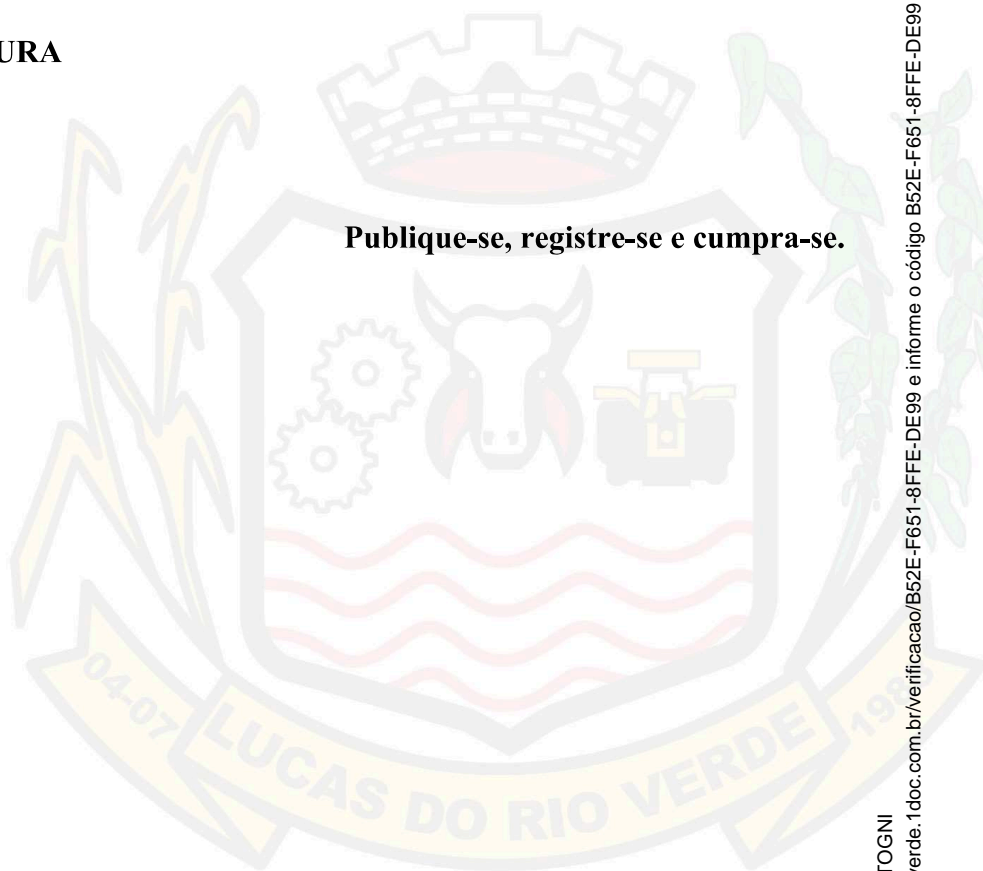 URA
Publique-se, registre-se e cumpra-se.
04-07
LUCAS DO RIO VERDE
TOGNI
verde.1doc.com.br/verificacao/B52E-F651-8FFE-DE99 e informe o código B52E-F651-8FFE-DE99